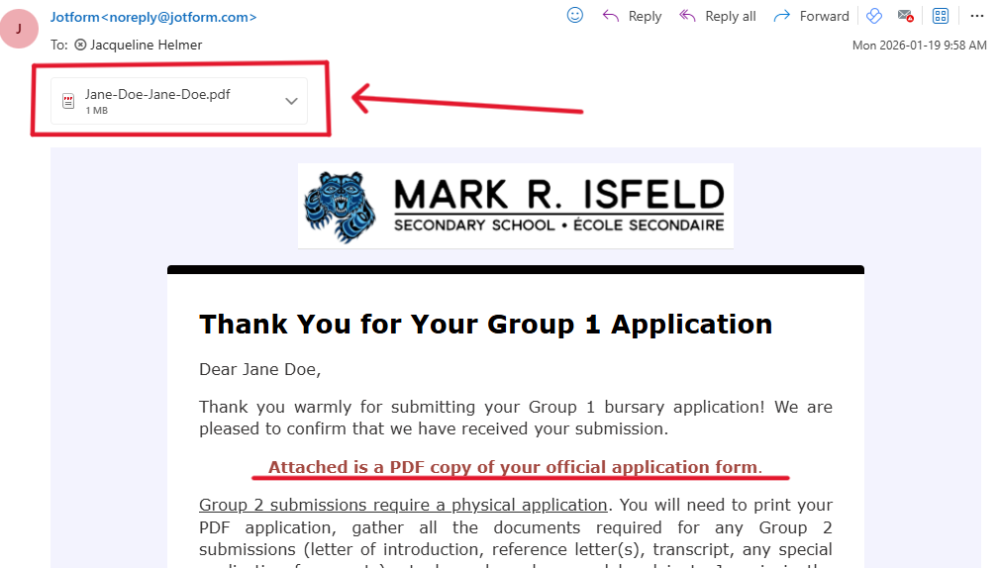 J
Jotform<noreply@jotform.com>
Reply
Reply all
Forward
To: Jacqueline Helmer
Mon 2026-01-19 9:58 AM
PDF
Jane-Doe-Jane-Doe.pdf
1 MB
MARK R. ISFELD
SECONDARY SCHOOL • ÉCOLE SECONDAIRE
Thank You for Your Group 1 Application
Dear Jane Doe,
Thank you warmly for submitting your Group 1 bursary application! We are
pleased to confirm that we have received your submission.
Attached is a PDF copy of your official application form.
Group 2 submissions require a physical application. You will need to print your
PDF application, gather all the documents required for any Group 2
submissions (letter of introduction, reference letter(s), transcript, any special